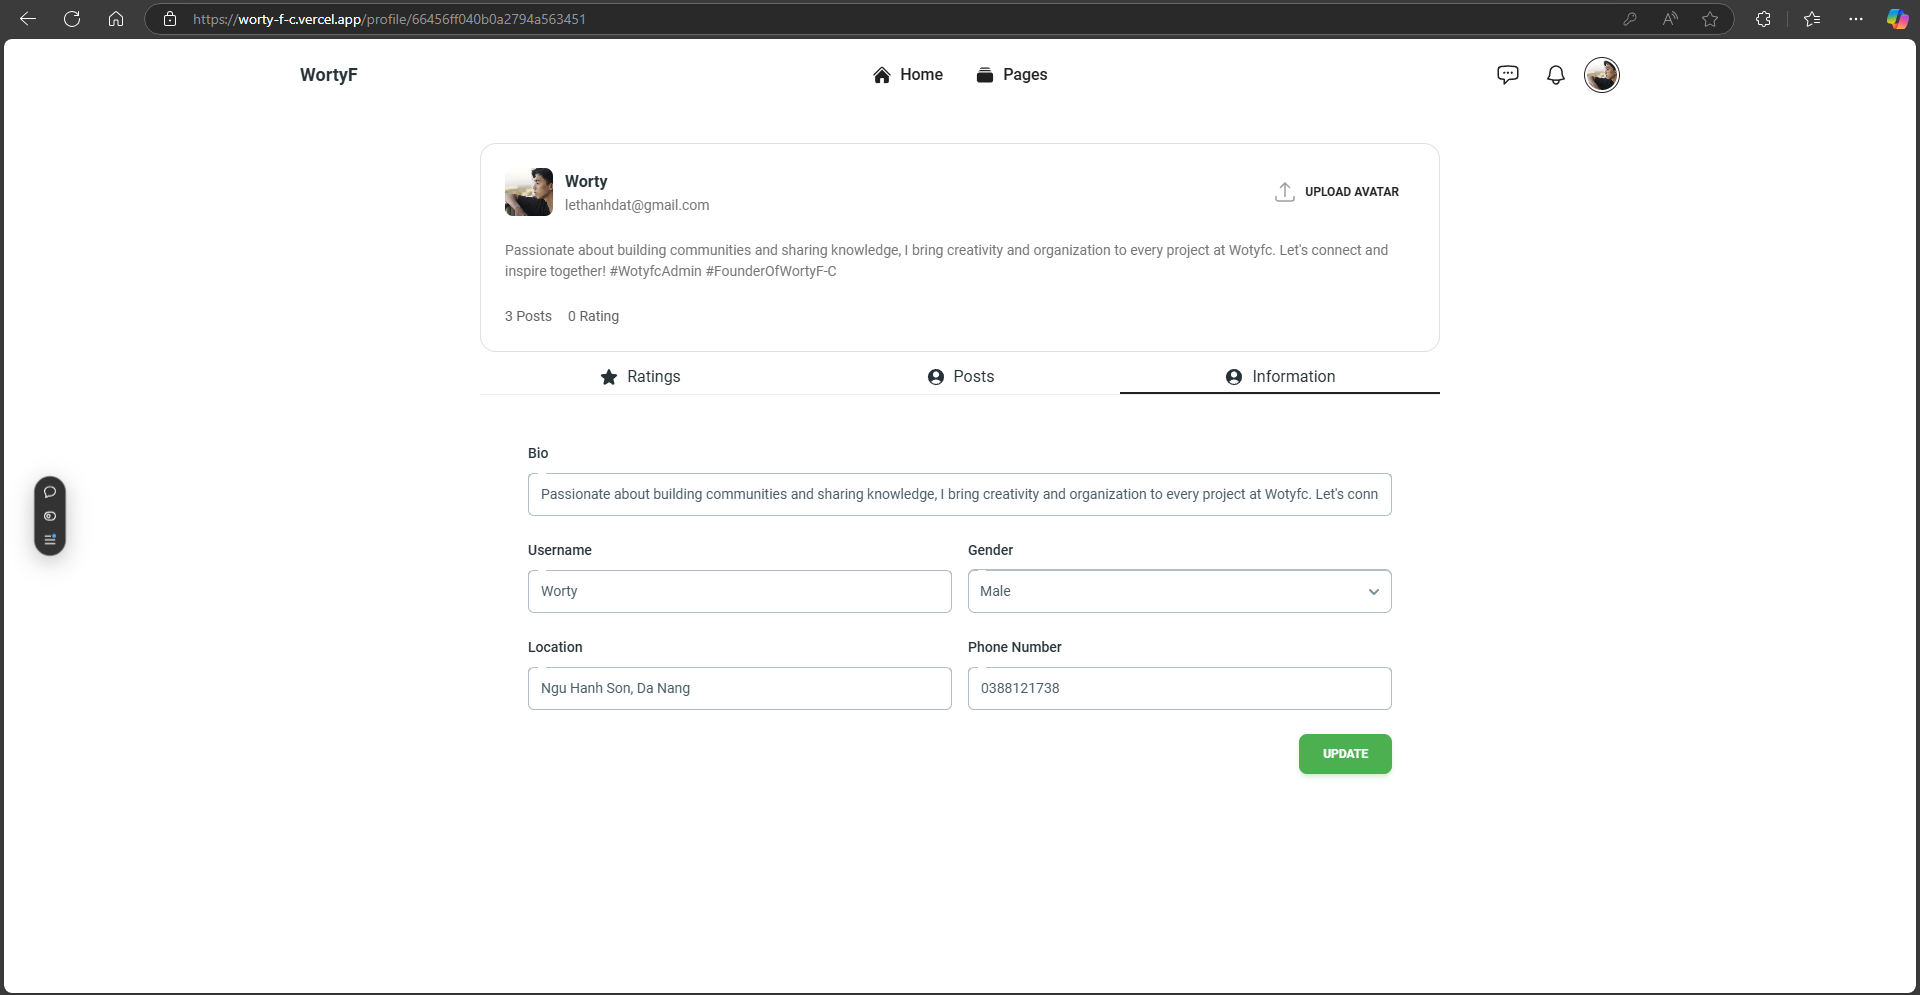 https://worty-f-c.vercel.app/profile/66456ff040b0a2794a563451
WortyF
Home
Pages
Worty
lethanhdat@gmail.com
UPLOAD AVATAR
Passionate about building communities and sharing knowledge, I bring creativity and organization to every project at Wotyfc. Let's connect and
inspire together! #WotyfcAdmin #FounderOfWortyF-C
3 Posts
0 Rating
Ratings
Posts
Information
Bio
Passionate about building communities and sharing knowledge, I bring creativity and organization to every project at Wotyfc. Let's conn
Username
Gender
Worty
Male
Location
Phone Number
Ngu Hanh Son, Da Nang
0388121738
UPDATE